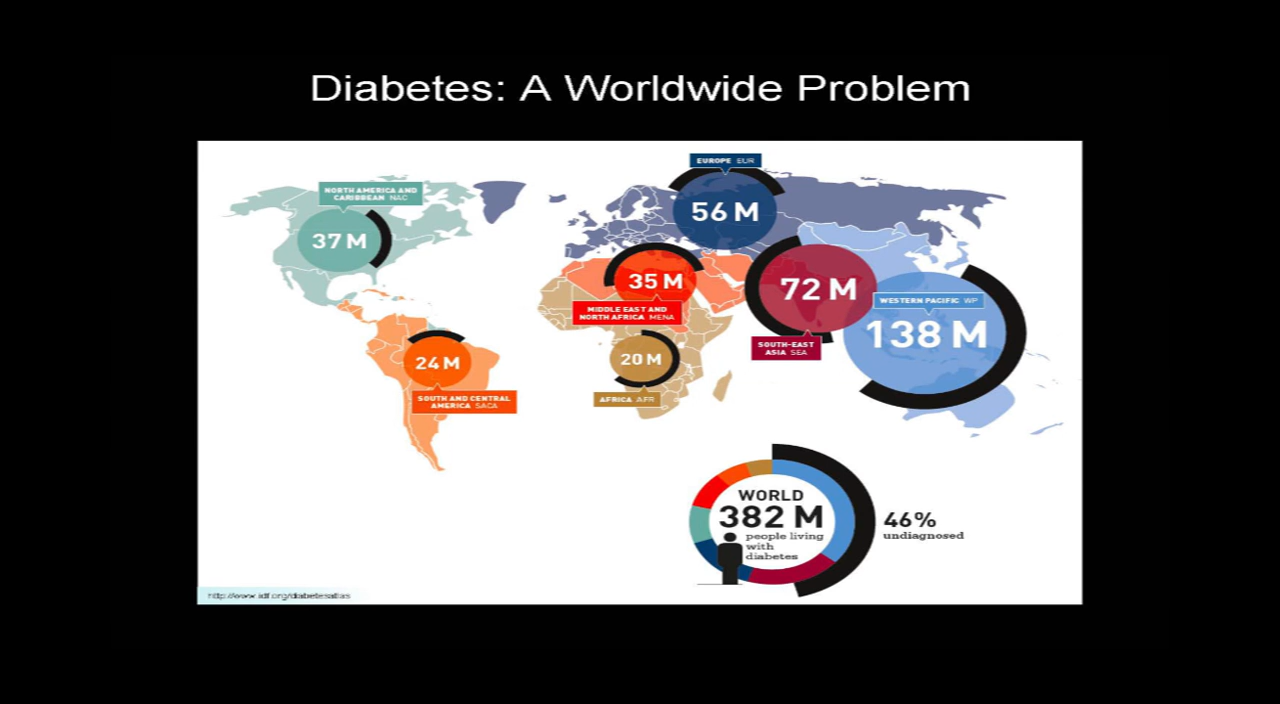 Diabetes: A Worldwide Problem
EUROPE EUR
56 M
NORTH AMERICA AND
CARIBBEAN NAC
37 M
35 M
MIDDLE EAST AND
NORTH AFRICA MENA
72 M
SOUTH-EAST
ASIA SEA
WESTERN PACIFIC WP
138 M
24 M
SOUTH AND CENTRAL
AMERICA SACA
20 M
AFRICA AFR
WORLD
382 M
people living
with
diabetes
46%
undiagnosed
http://www.idf.org/diabetesatlas